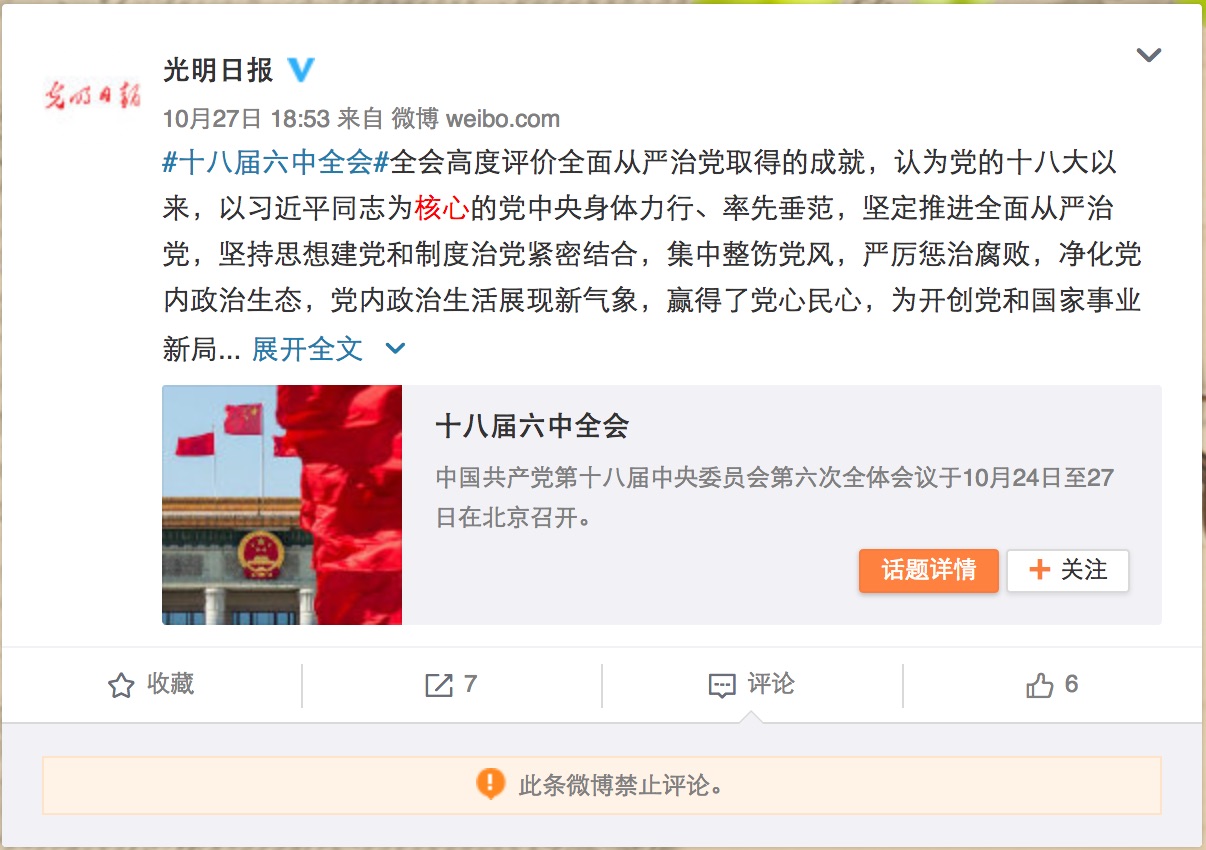 光明日报
光明日报
10月27日 18:53 来自 微博 weibo.com
#十八届六中全会#全会高度评价全面从严治党取得的成就，认为党的十八大以
来，以习近平同志为核心的党中央身体力行、率先垂范，坚定推进全面从严治
党，坚持思想建党和制度治党紧密结合，集中整饬党风，严厉惩治腐败，净化党
内政治生态，党内政治生活展现新气象，赢得了党心民心，为开创党和国家事业
新局... 展开全文
十八届六中全会
中国共产党第十八届中央委员会第六次全体会议于10月24日至27
日在北京召开。
话题详情
+ 关注
收藏
7
评论
6
此条微博禁止评论。